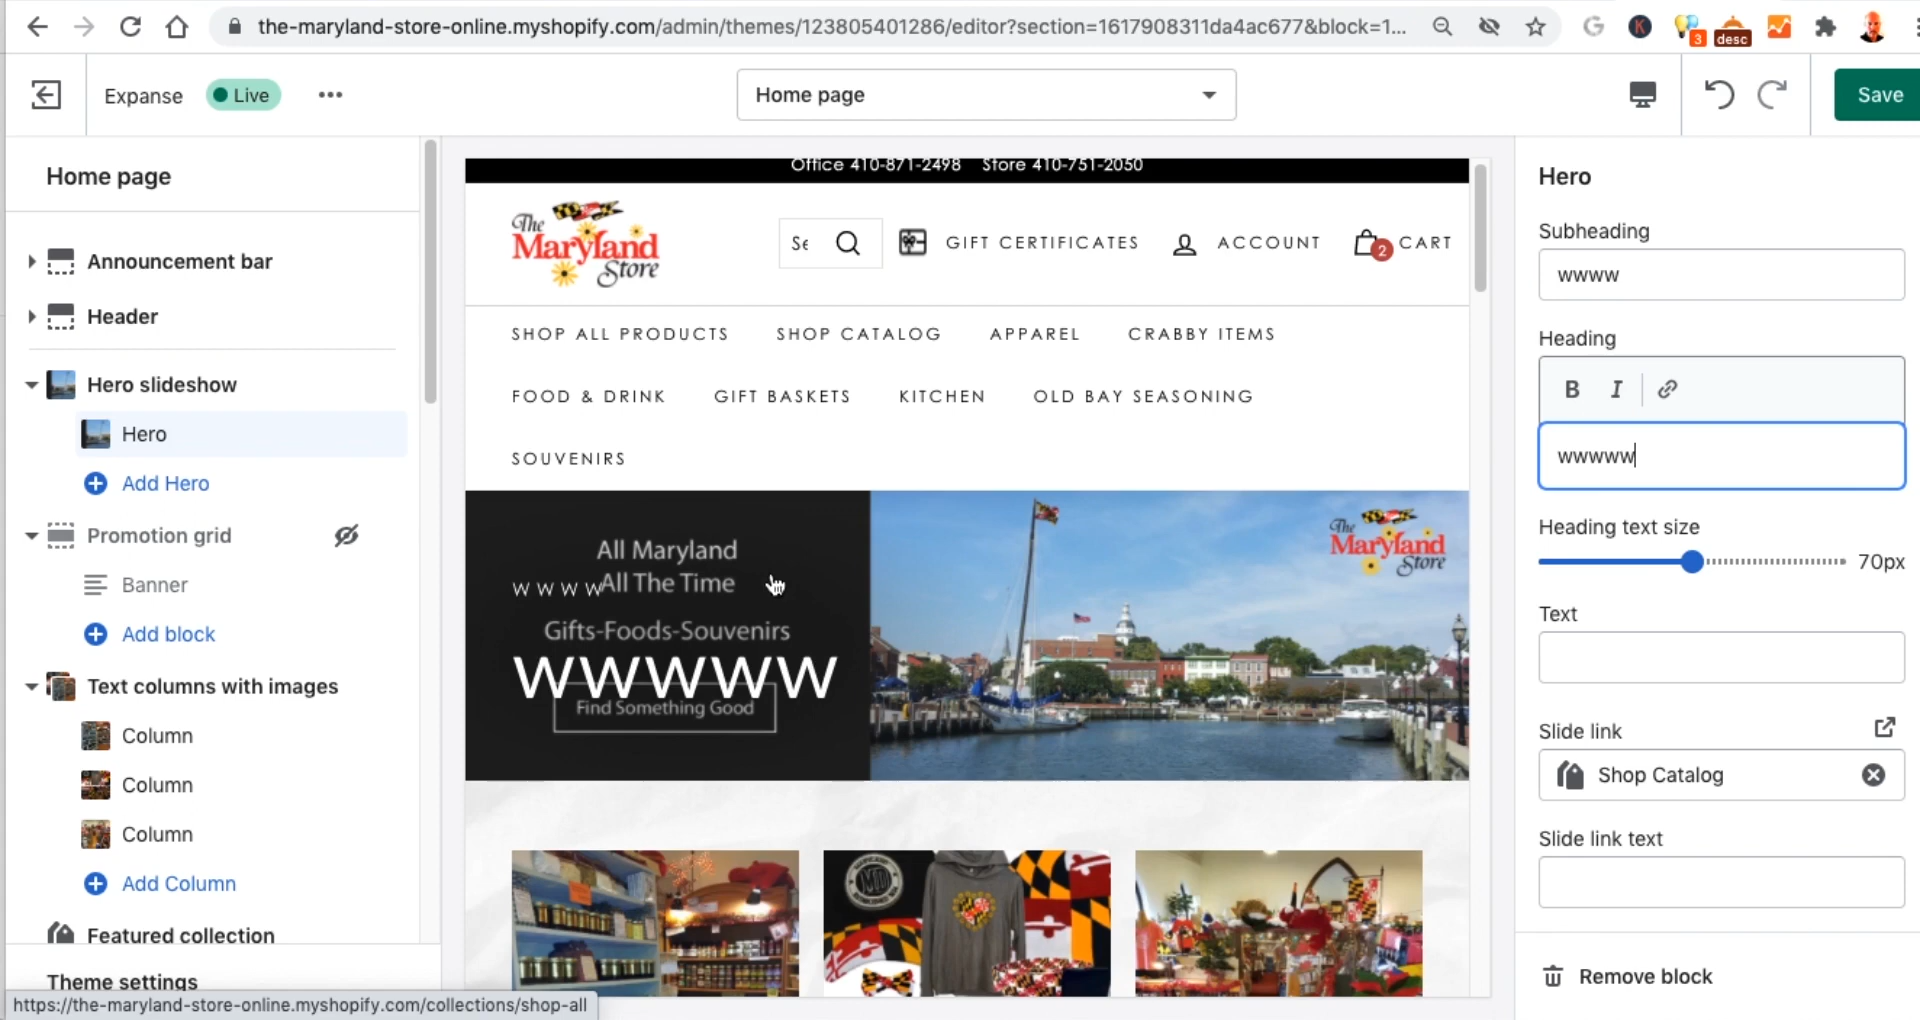 the-maryland-store-online.myshopify.com/admin/themes/123805401286/editor?section=1617908311da4ac677&block=1...
3
desc
Expanse
Live
Home page
Save
Home page
Announcement bar
Header
Hero slideshow
Hero
Add Hero
Promotion grid
Banner
Add block
Text columns with images
Column
Column
Column
Add Column
Featured collection
Theme settings
https://the-maryland-store-online.myshopify.com/collections/shop-all
Office 410-871-2498 Store 410-751-2050
The
Maryland
Store
Se
GIFT CERTIFICATES
ACCOUNT
2
CART
SHOP ALL PRODUCTS
SHOP CATALOG
APPAREL
CRABBY ITEMS
FOOD & DRINK
GIFT BASKETS
KITCHEN
OLD BAY SEASONING
SOUVENIRS
All Maryland
wwww
All The Time
Gifts-Foods-Souvenirs
wwwww
Find Something Good
The
Maryland
Store
MD
Hero
Subheading
wwww
Heading
B I
wwwww
Heading text size
70px
Text
Slide link
Shop Catalog
Slide link text
Remove block